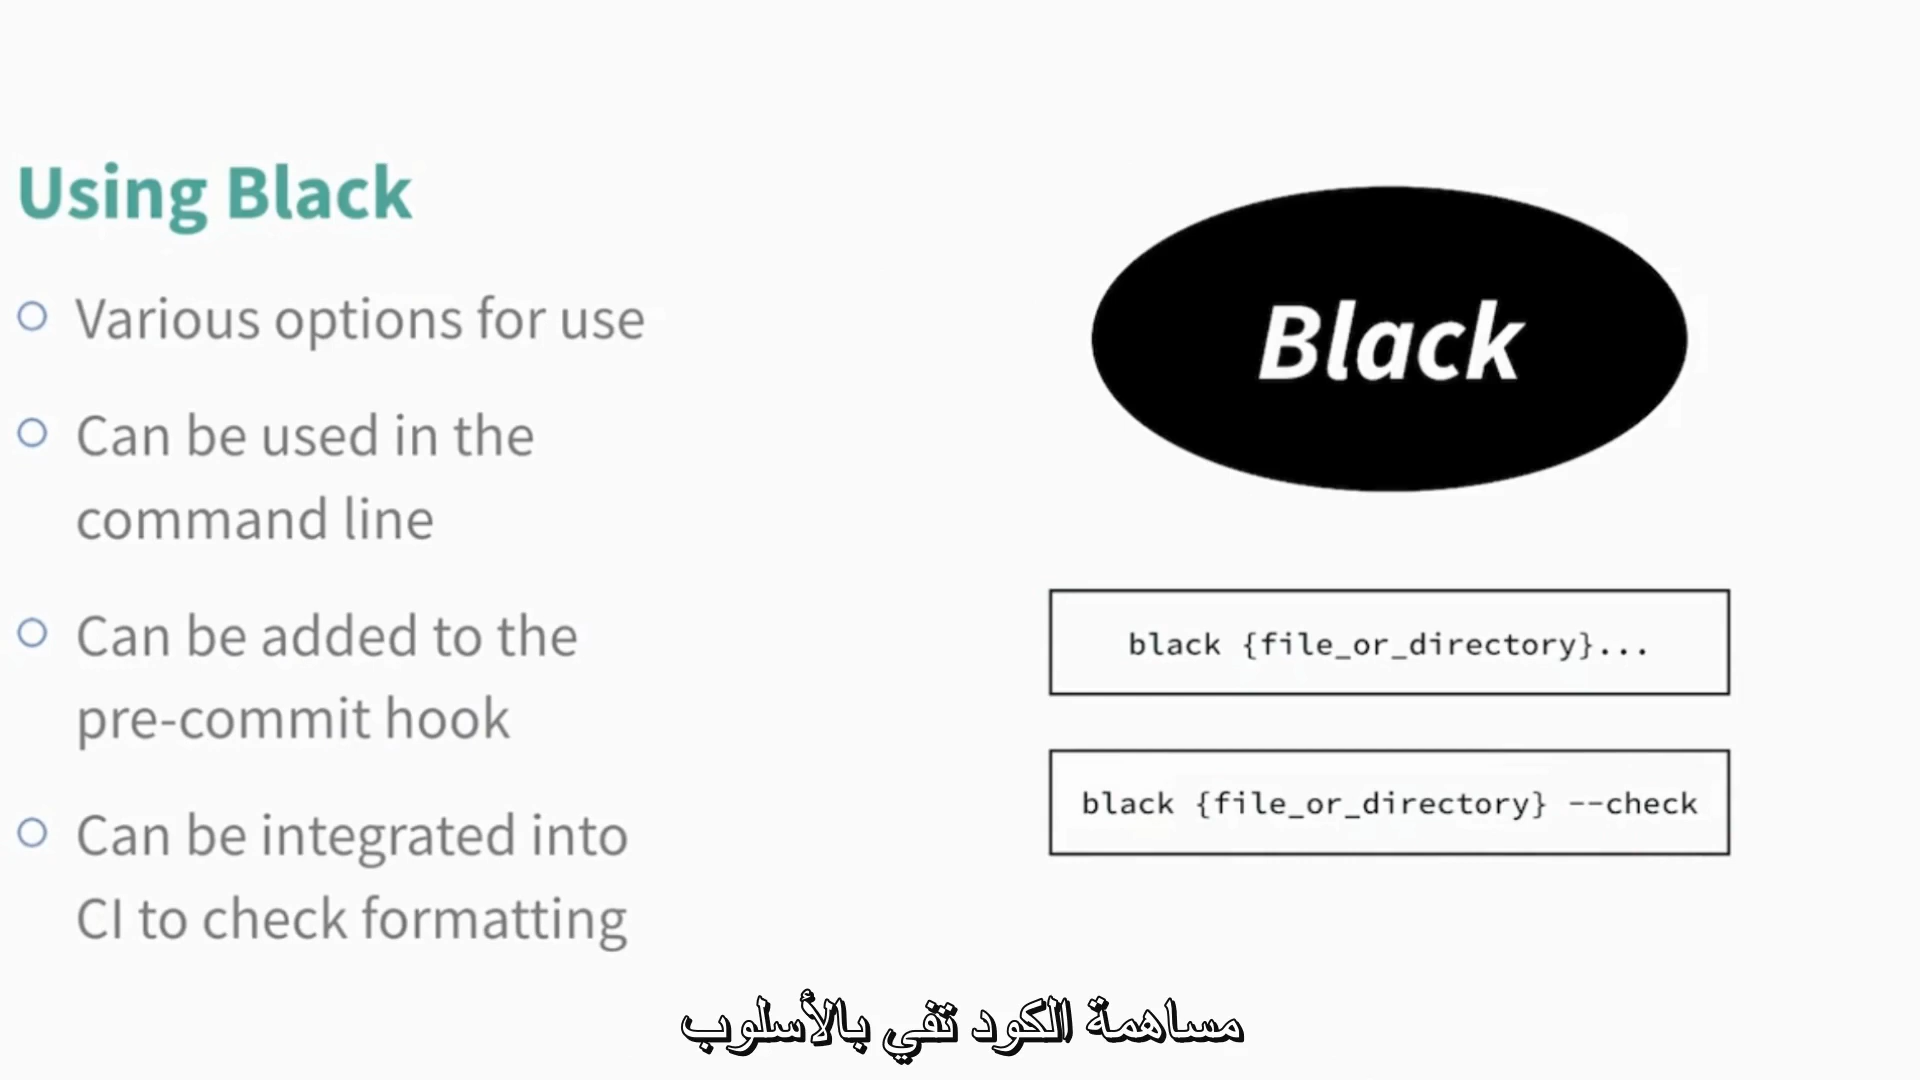 Using Black
Various options for use
Can be used in the
command line
Can be added to the
pre-commit hook
Can be integrated into
CI to check formatting
Black
black {file_or_directory}...
black {file_or_directory} --check
مساهمة الكود تفي بالأسلوب